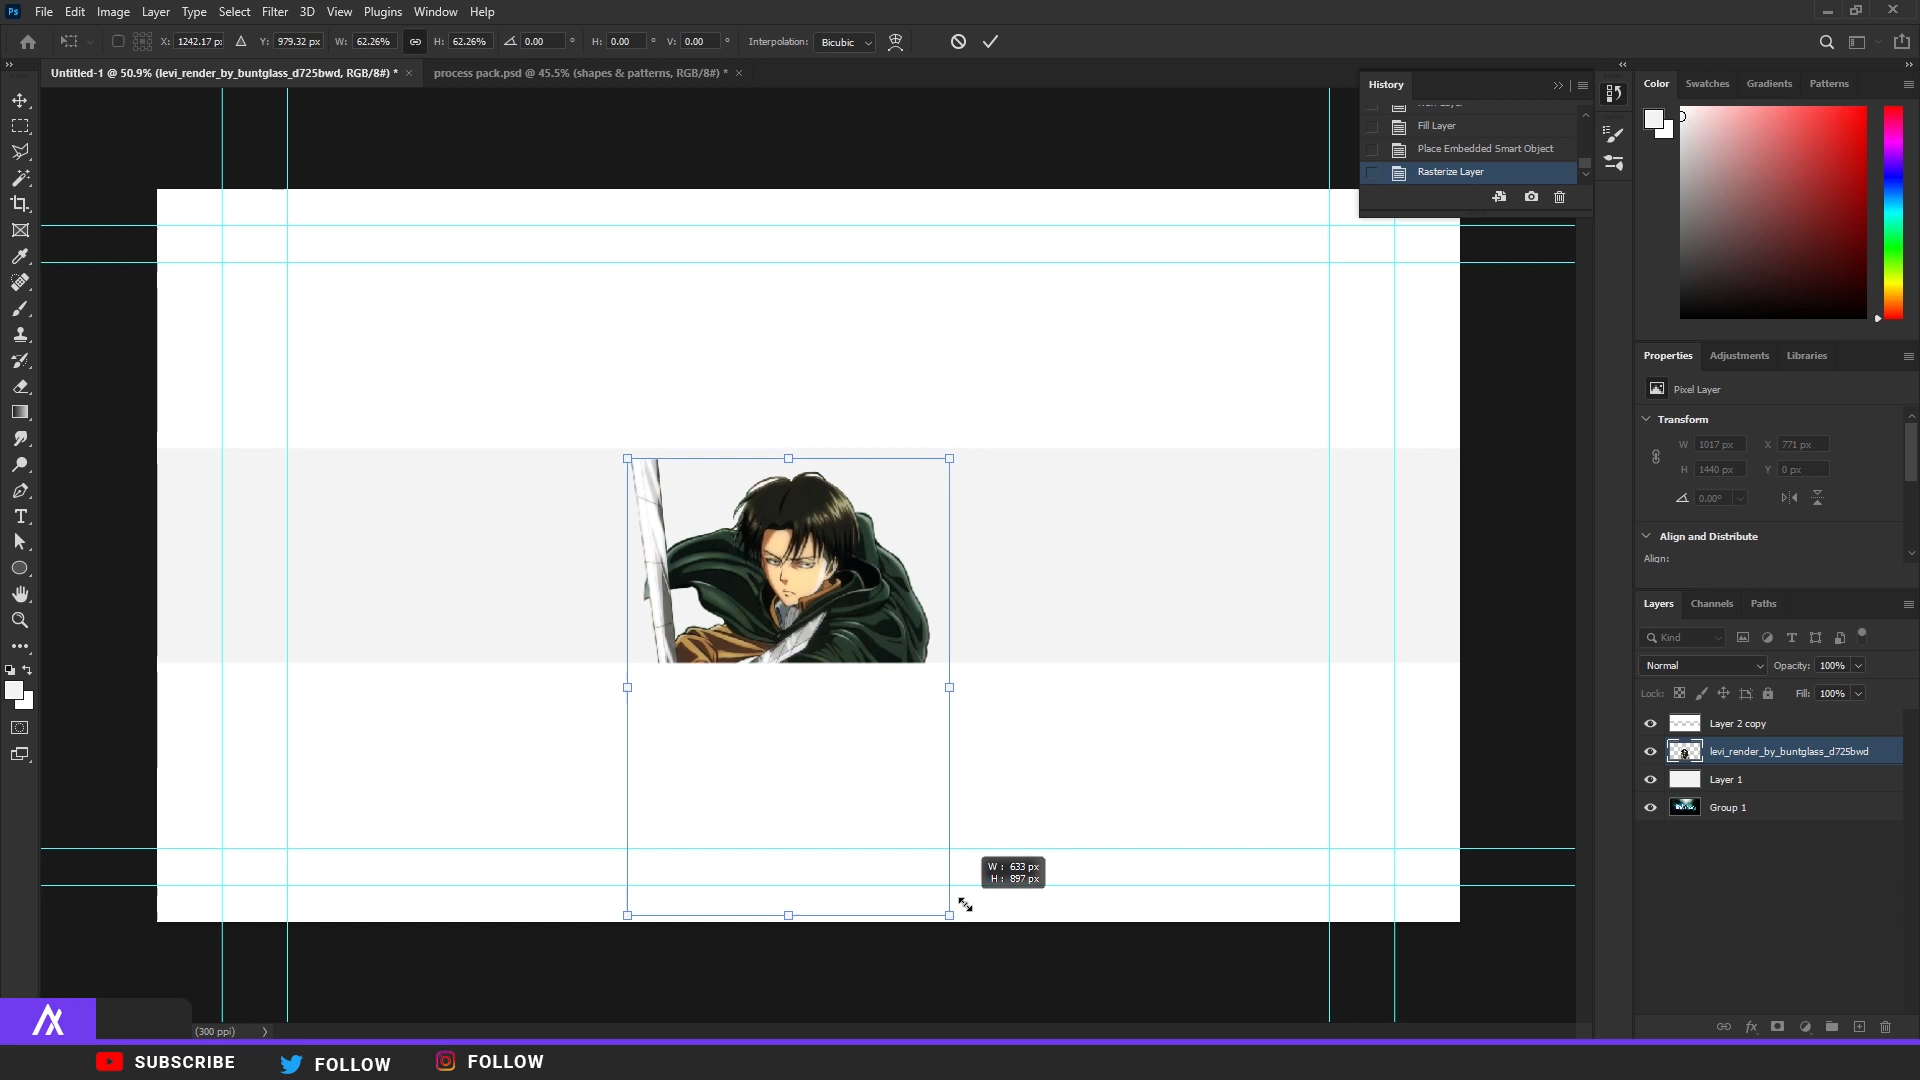 Ps File Edit Image Layer Type Select Filter 3D View Plugins Window Help
X: 1242.17 p: Y: 979.32 px W: 62.26% H: 62.26% 0.00 ° H: 0.00 ° V: 0.00 ° Interpolation: Bicubic
Untitled-1 @ 50.9% (levi_render_by_buntglass_d725bwd, RGB/8#) * × process pack.psd @ 45.5% (shapes & patterns, RGB/8#) * ×
History
Fill Layer
Place Embedded Smart Object
Rasterize Layer
Color Swatches Gradients Patterns
Properties Adjustments Libraries
Pixel Layer
Transform
W 1017 px X 771 px
H 1440 px Y 0 px
0.00°
Align and Distribute
Align:
Layers Channels Paths
Kind
Normal Opacity: 100%
Lock: Fill: 100%
Layer 2 copy
levi_render_by_buntglass_d725bwd
Layer 1
Group 1
fx
W : 633 px
H : 897 px
(300 ppi)
SUBSCRIBE FOLLOW FOLLOW